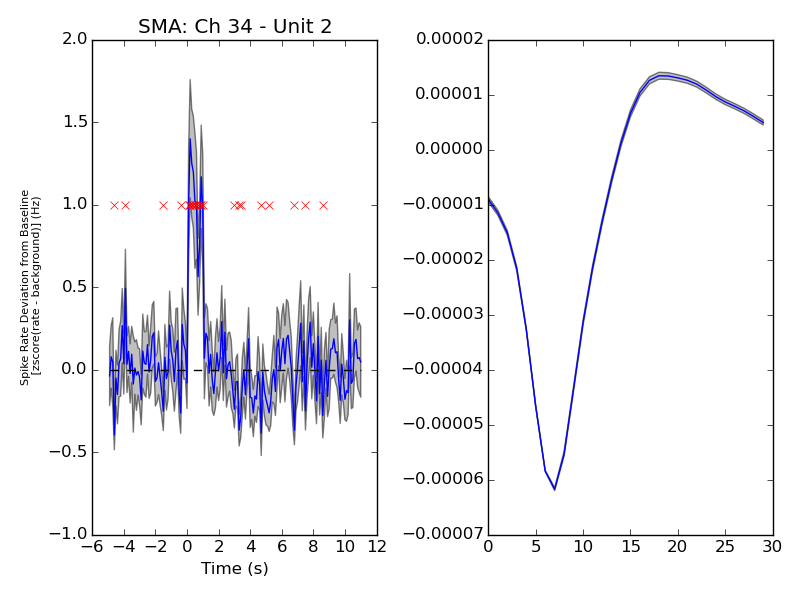 SMA: Ch 34 - Unit 2
2.0
1.5
1.0
0.5
0.0
−0.5
−1.0
−6 −4 −2 0 2 4 6 8 10 12
Time (s)
Spike Rate Deviation from Baseline
[zscore(rate - background)] (Hz)
0.00002
0.00001
0.00000
−0.00001
−0.00002
−0.00003
−0.00004
−0.00005
−0.00006
−0.00007
0 5 10 15 20 25 30